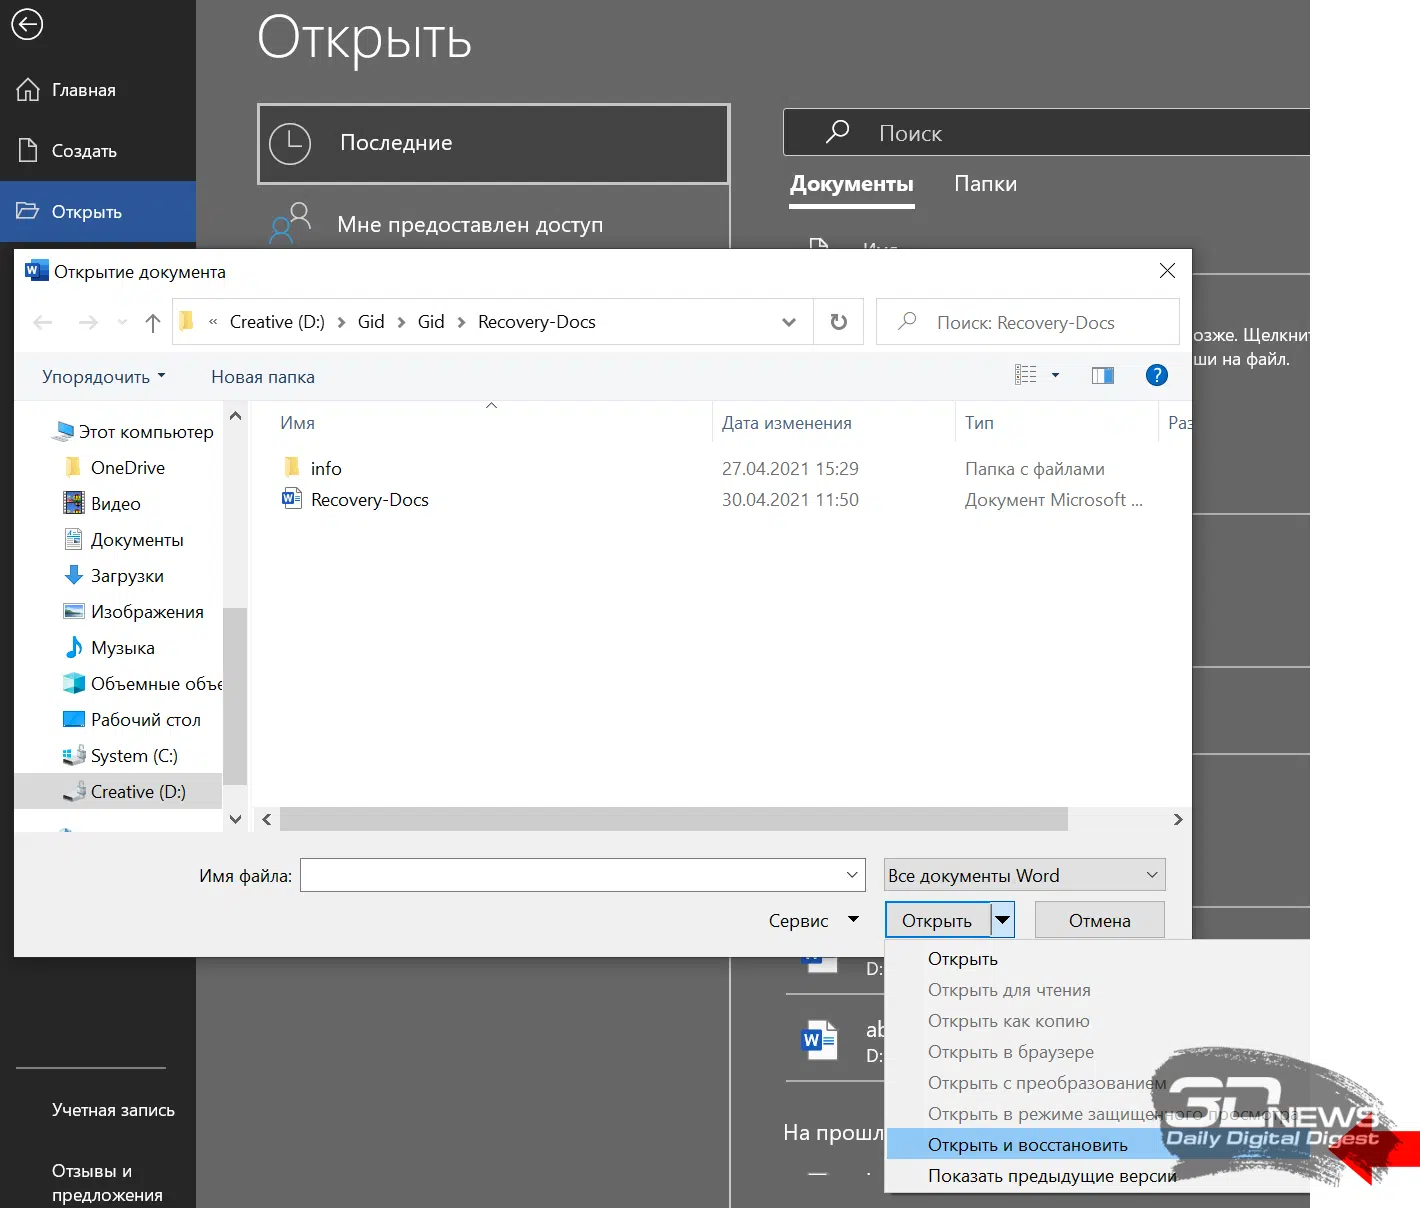 Открыть
Главная
Создать
Открыть
Последние
Мне предоставлен доступ
Поиск
Документы Папки
Имя
Открытие документа
« Creative (D:) > Gid > Gid > Recovery-Docs
Поиск: Recovery-Docs
озже. Щелкни
ши на файл.
Упорядочить Новая папка
?
Имя Дата изменения Тип Раз
Этот компьютер
OneDrive
Видео
Документы
Загрузки
Изображения
Музыка
Объемные объе
Рабочий стол
System (C:)
Creative (D:)
info 27.04.2021 15:29 Папка с файлами
Recovery-Docs 30.04.2021 11:50 Документ Microsoft ...
Имя файла:
Все документы Word
Сервис Открыть Отмена
Открыть
Открыть для чтения
Открыть как копию
Открыть в браузере
Открыть с преобразованием
Открыть в режиме защищенного просмотра
Открыть и восстановить
Показать предыдущие версии
D:
ab
D:
На прошл
Учетная запись
Отзывы и
предложения
3DNEWS
Daily Digital Digest